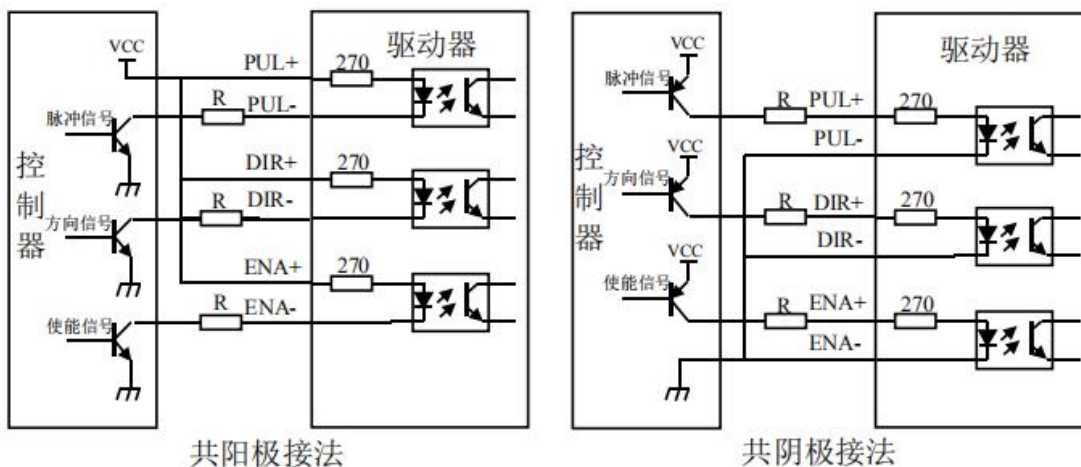 驱动器
VCC
PUL+
270
脉冲信号
R
PUL-
控制器
DIR+
270
方向信号
R
DIR-
ENA+
270
使能信号
R
ENA-
共阳极接法
驱动器
VCC
脉冲信号
R
PUL+
270
PUL-
控制器
VCC
方向信号
R
DIR+
270
DIR-
VCC
使能信号
R
ENA+
270
ENA-
共阴极接法